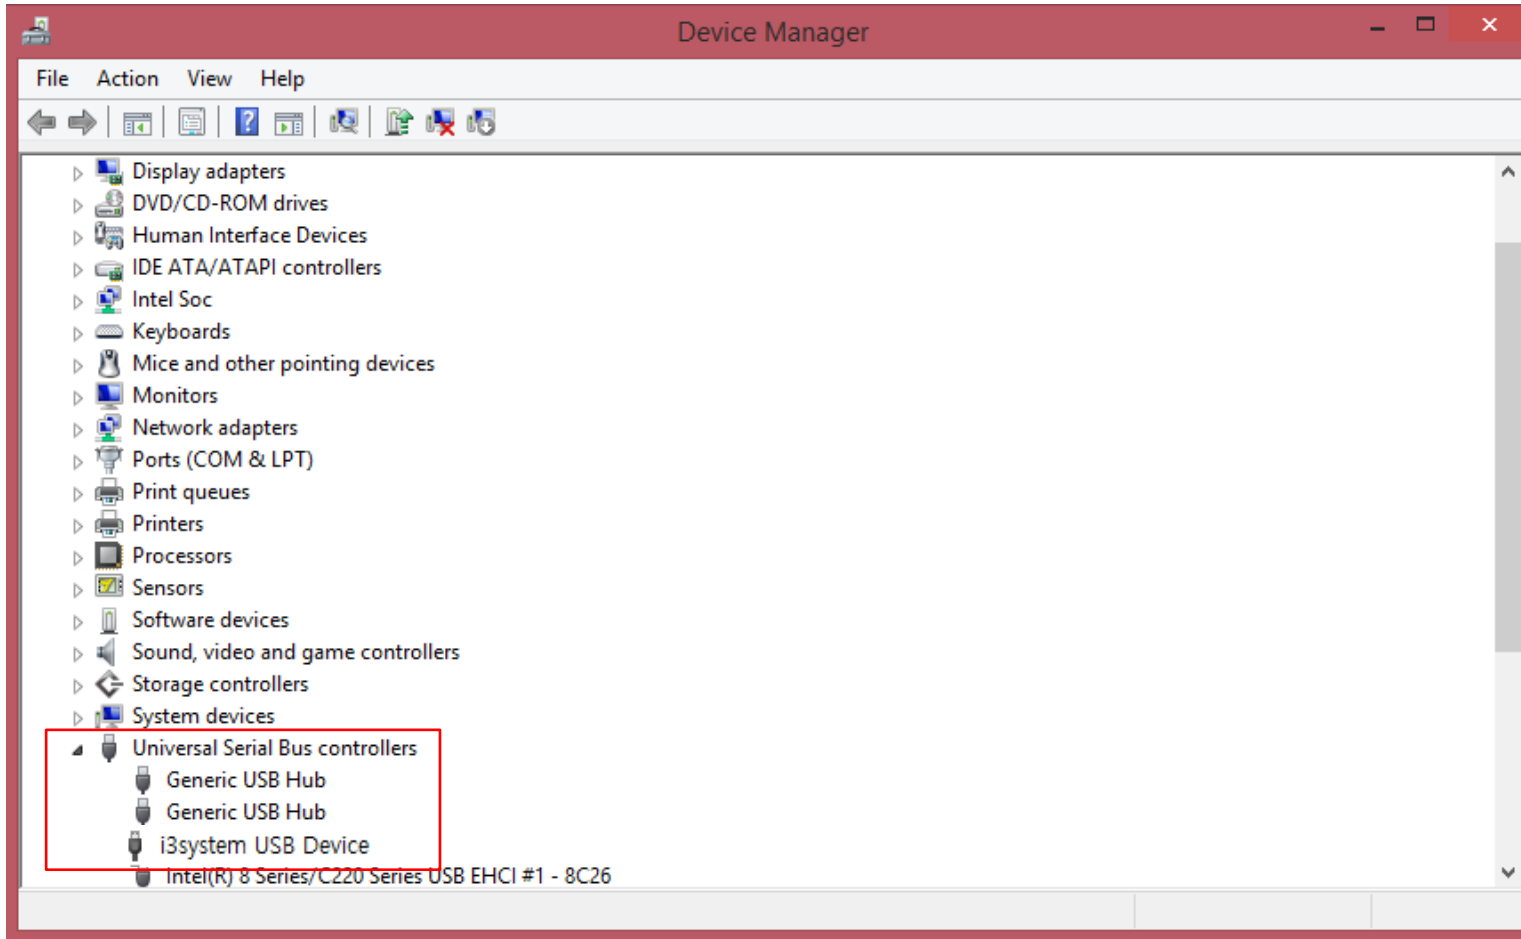 Device Manager
File Action View Help
Display adapters
DVD/CD-ROM drives
Human Interface Devices
IDE ATA/ATAPI controllers
Intel Soc
Keyboards
Mice and other pointing devices
Monitors
Network adapters
Ports (COM & LPT)
Print queues
Printers
Processors
Sensors
Software devices
Sound, video and game controllers
Storage controllers
System devices
Universal Serial Bus controllers
Generic USB Hub
Generic USB Hub
i3system USB Device
Intel(R) 8 Series/C220 Series USB EHCI #1 - 8C26